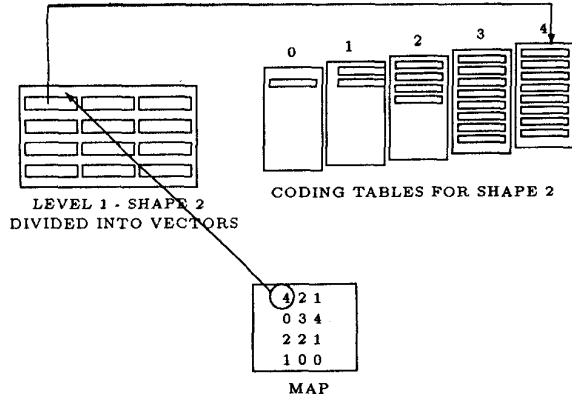 0 1 2 3 4
CODING TABLES FOR SHAPE 2
LEVEL 1 - SHAPE 2
DIVIDED INTO VECTORS
4 2 1
0 3 4
2 2 1
1 0 0
MAP